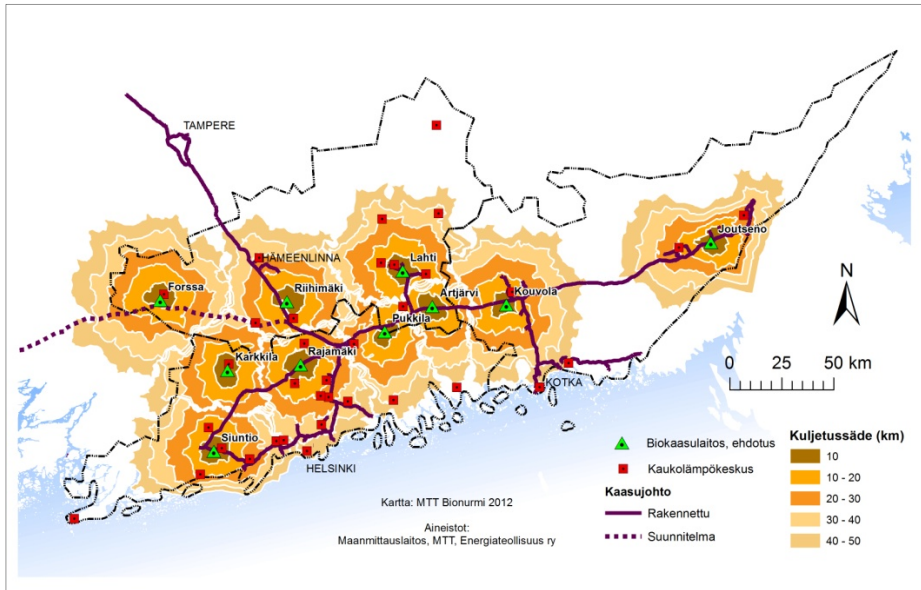 TAMPERE
HÄMEENLINNA
Forssa
Riihimäki
Lahti
Artjärvi
Kouvola
Joutseno
Pukkila
Karkkila
Rajamäki
Siuntio
HELSINKI
KOTKA
N
0 25 50 km
Biokaasulaitos, ehdotus
Kaukolämpökeskus
Kaasujohto
Rakennettu
Suunnitelma
Kuljetussäde (km)
10
10 - 20
20 - 30
30 - 40
40 - 50
Kartta: MTT Bionurmi 2012
Aineistot:
Maanmittauslaitos, MTT, Energiateollisuus ry